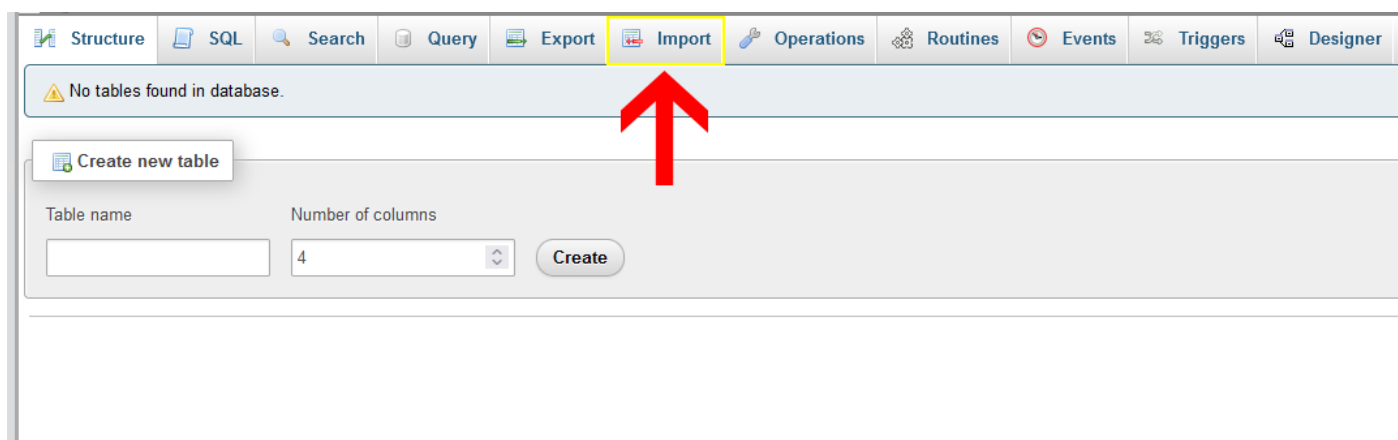 Structure SQL Search Query Export Import Operations Routines Events Triggers Designer
No tables found in database.
Create new table
Table name Number of columns
4 Create